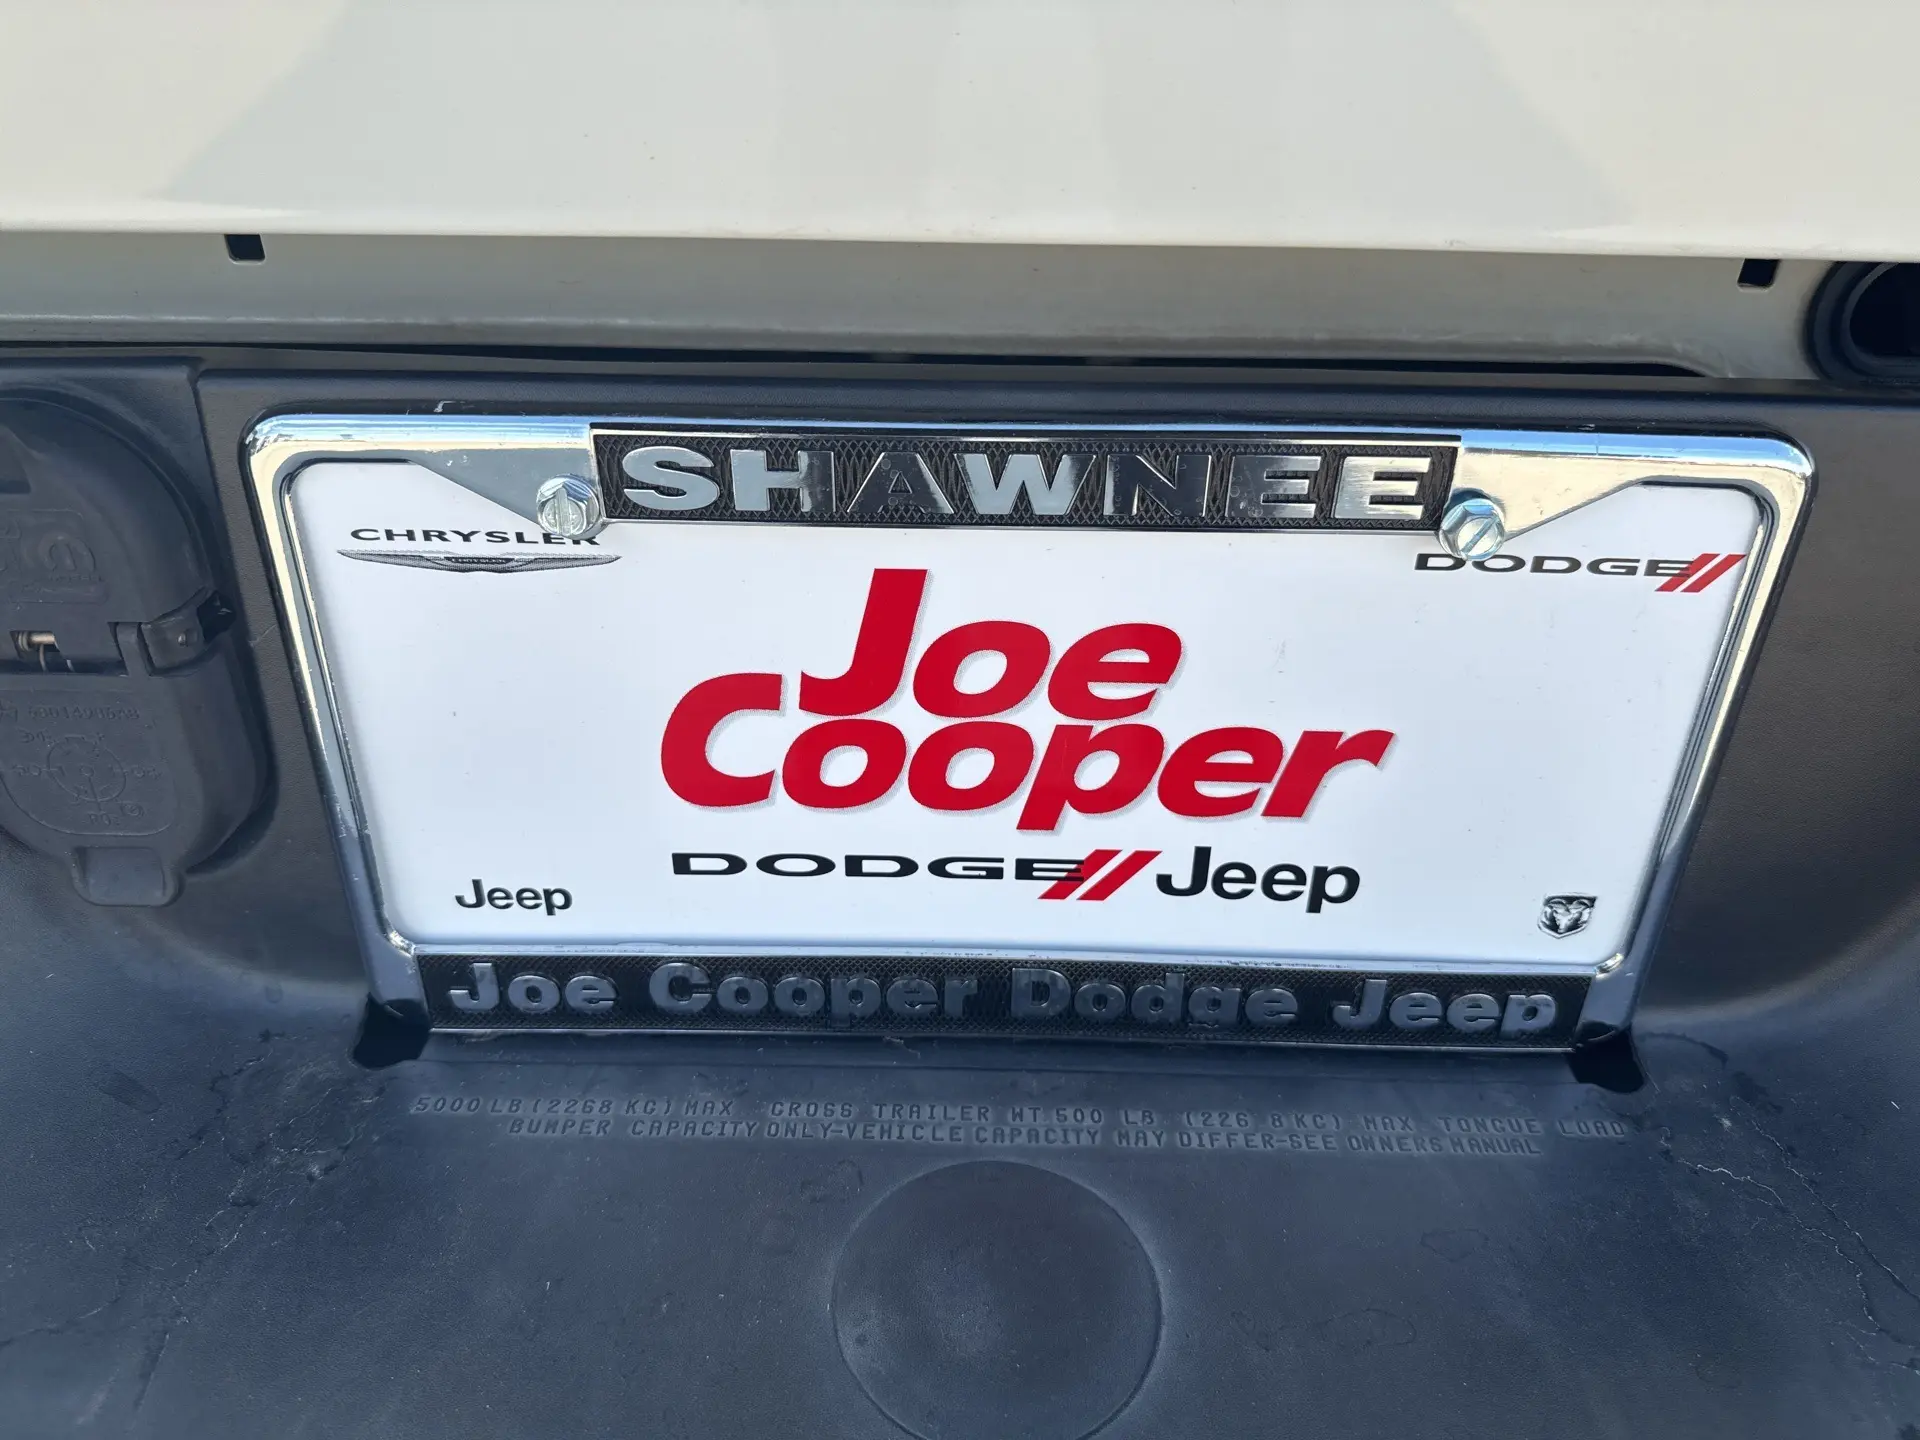 SHAWNEE
CHRYSLER
DODGE
Joe
Cooper
DODGE Jeep
Jeep
Joe Cooper Dodge Jeep
5000 LB (2268 KG) MAX. GROSS TRAILER WT. 500 LB. (226.8 KG) MAX. TONGUE LOAD
BUMPER CAPACITY ONLY-VEHICLE CAPACITY MAY DIFFER-SEE OWNERS MANUAL